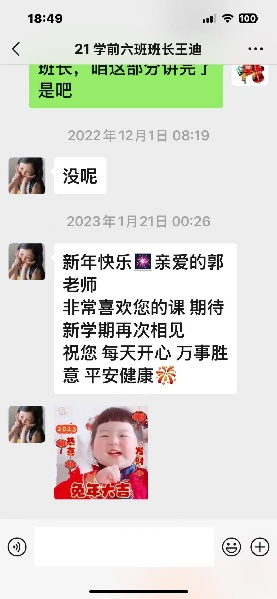 18:49
100
21 学前六班班长王迪
班长，咱这部分讲完了
是吧
2022年12月1日 08:19
没呢
2023年1月21日 00:26
新年快乐🎆亲爱的郭
老师
非常喜欢您的课 期待
新学期再次相见
祝您 每天开心 万事胜
意 平安健康🎊
2023
兔年大吉